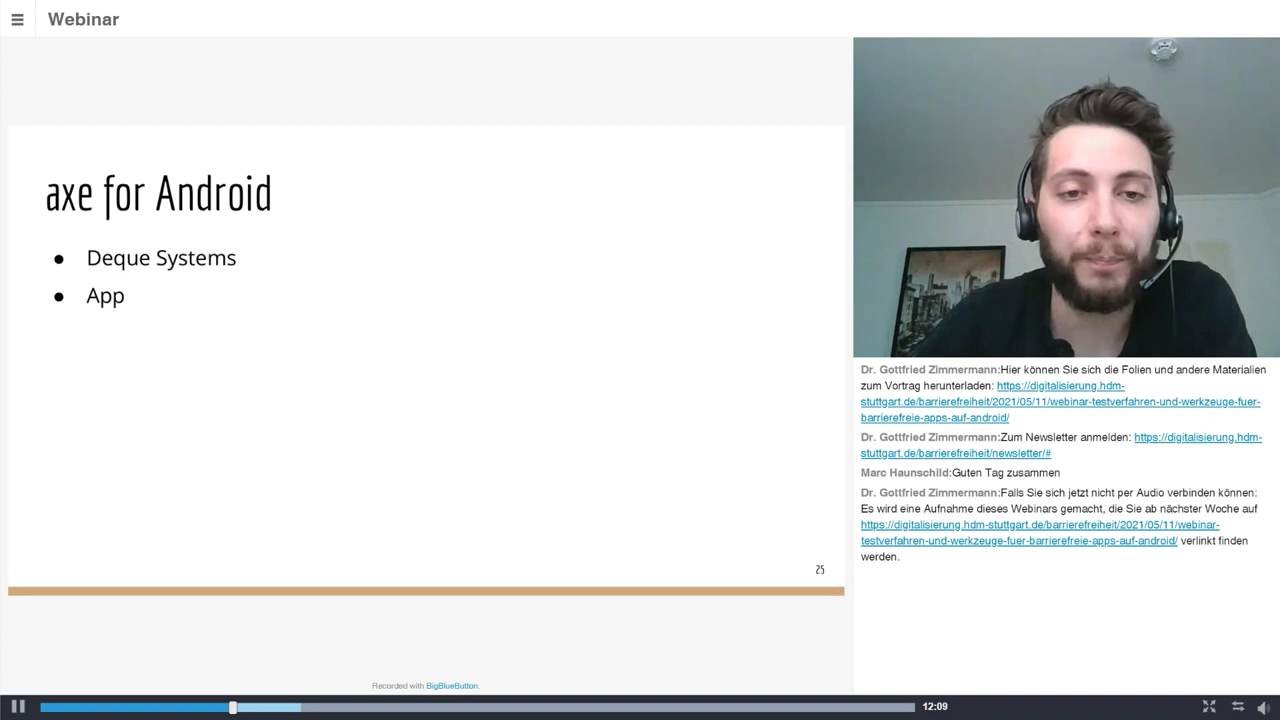 Webinar
axe for Android
● Deque Systems
● App
25
Recorded with BigBlueButton.
Dr. Gottfried Zimmermann:Hier können Sie sich die Folien und andere Materialien
zum Vortrag herunterladen: https://digitalisierung.hdm-
stuttgart.de/barrierefreiheit/2021/05/11/webinar-testverfahren-und-werkzeuge-fuer-
barrierefreie-apps-auf-android/
Dr. Gottfried Zimmermann:Zum Newsletter anmelden: https://digitalisierung.hdm-
stuttgart.de/barrierefreiheit/newsletter/#
Marc Haunschild:Guten Tag zusammen
Dr. Gottfried Zimmermann:Falls Sie sich jetzt nicht per Audio verbinden können:
Es wird eine Aufnahme dieses Webinars gemacht, die Sie ab nächster Woche auf
https://digitalisierung.hdm-stuttgart.de/barrierefreiheit/2021/05/11/webinar-
testverfahren-und-werkzeuge-fuer-barrierefreie-apps-auf-android/ verlinkt finden
werden.
12:09